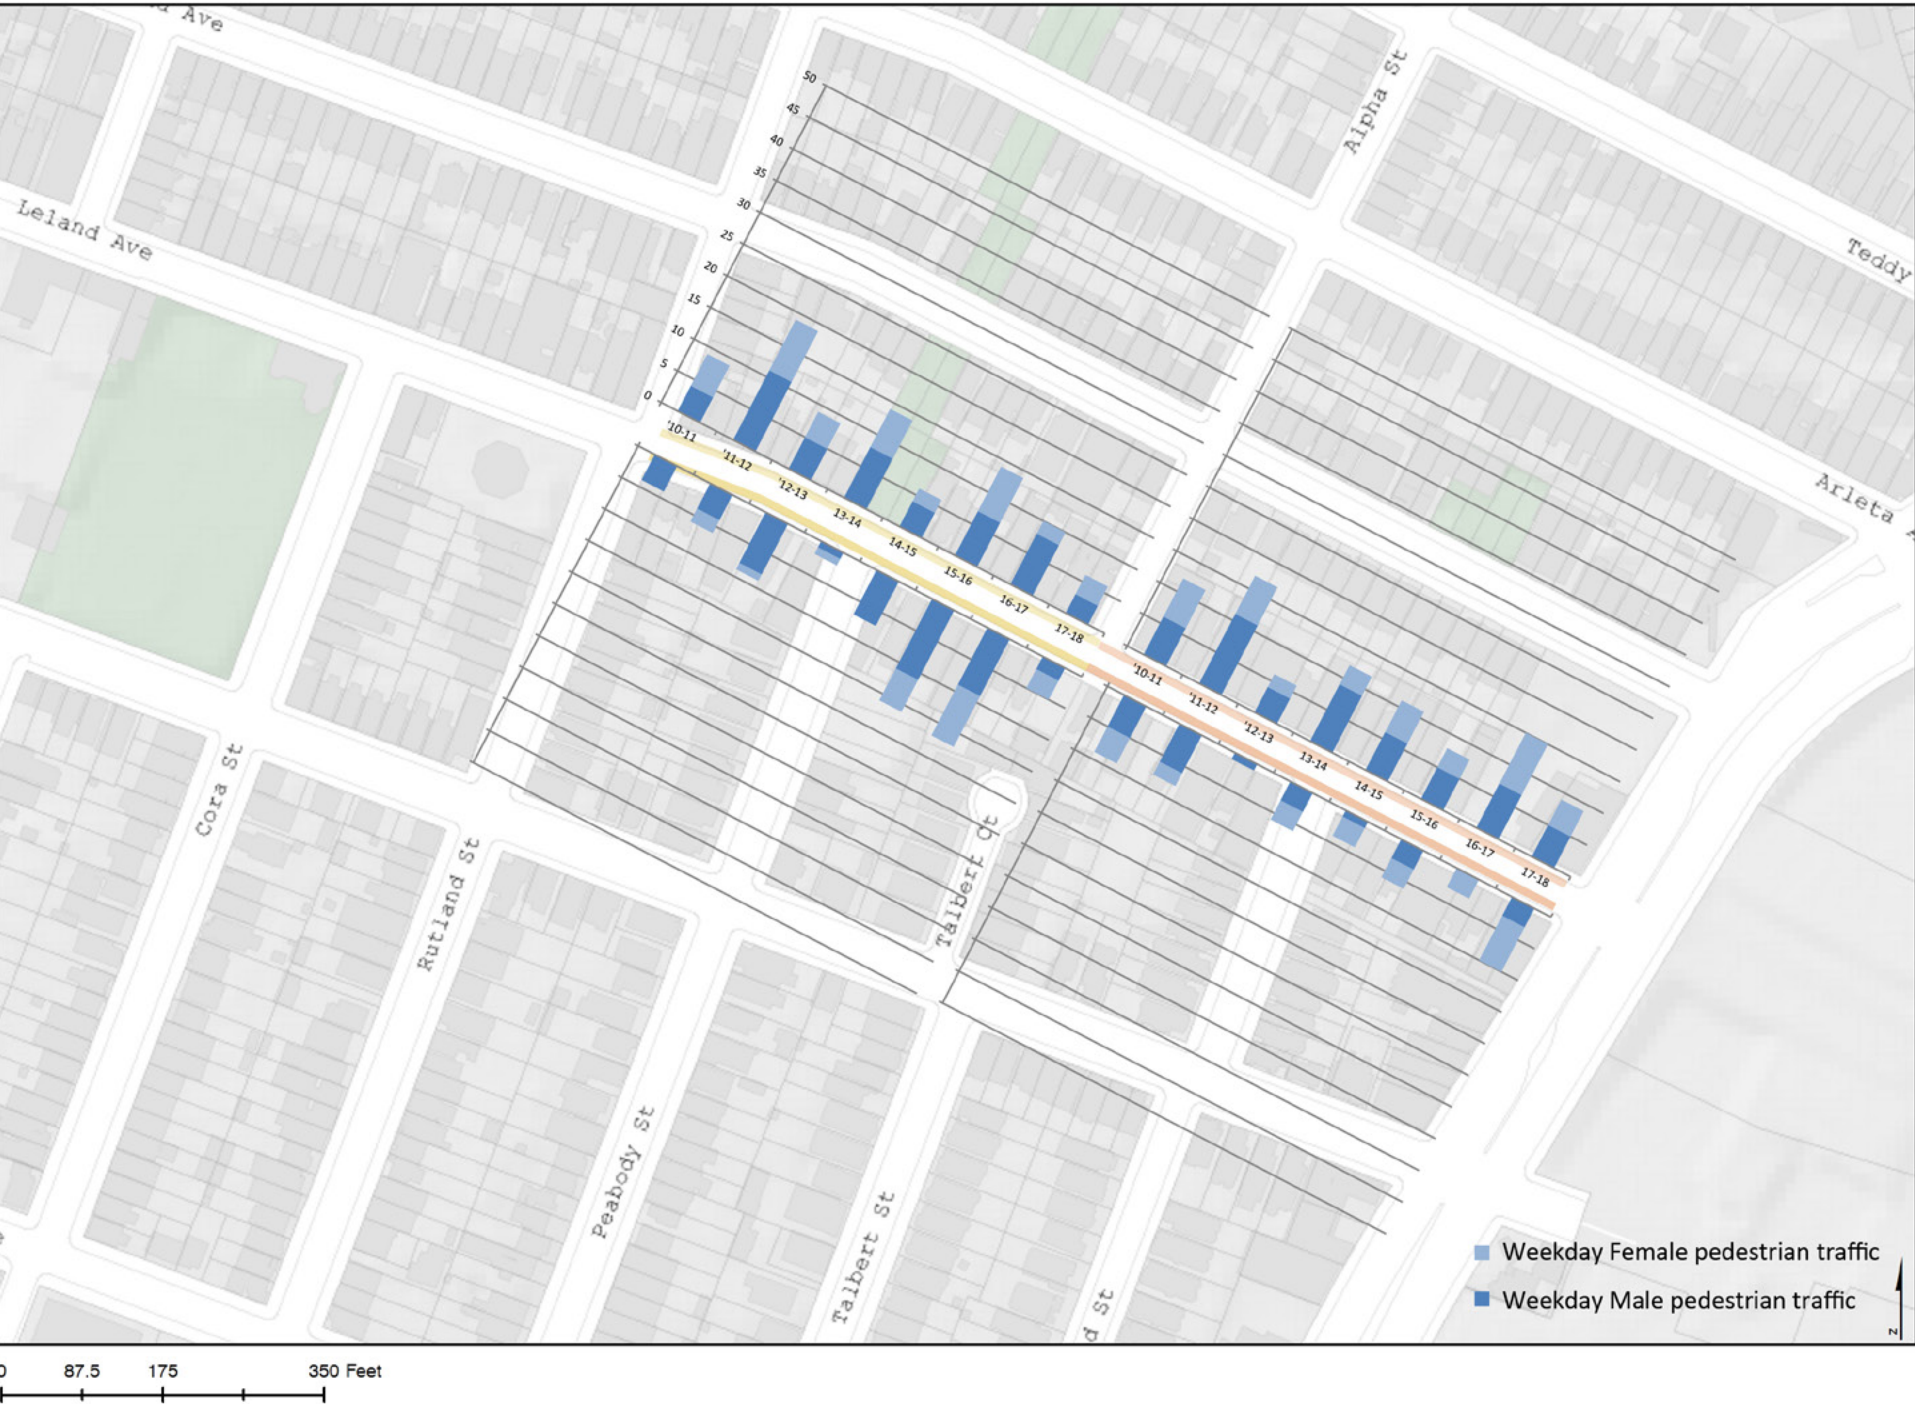 Ave
Leland Ave
Alpha St
Teddy
Arleta
50
45
40
35
30
25
20
15
10
5
0
'10-11
'11-12
'12-13
13-14
14-15
15-16
16-17
17-18
'10-11
'11-12
'12-13
13-14
14-15
15-16
16-17
17-18
Cora St
Rutland St
Peabody St
Talbert Ct
Talbert St
d St
Weekday Female pedestrian traffic
Weekday Male pedestrian traffic
N
0 87.5 175 350 Feet